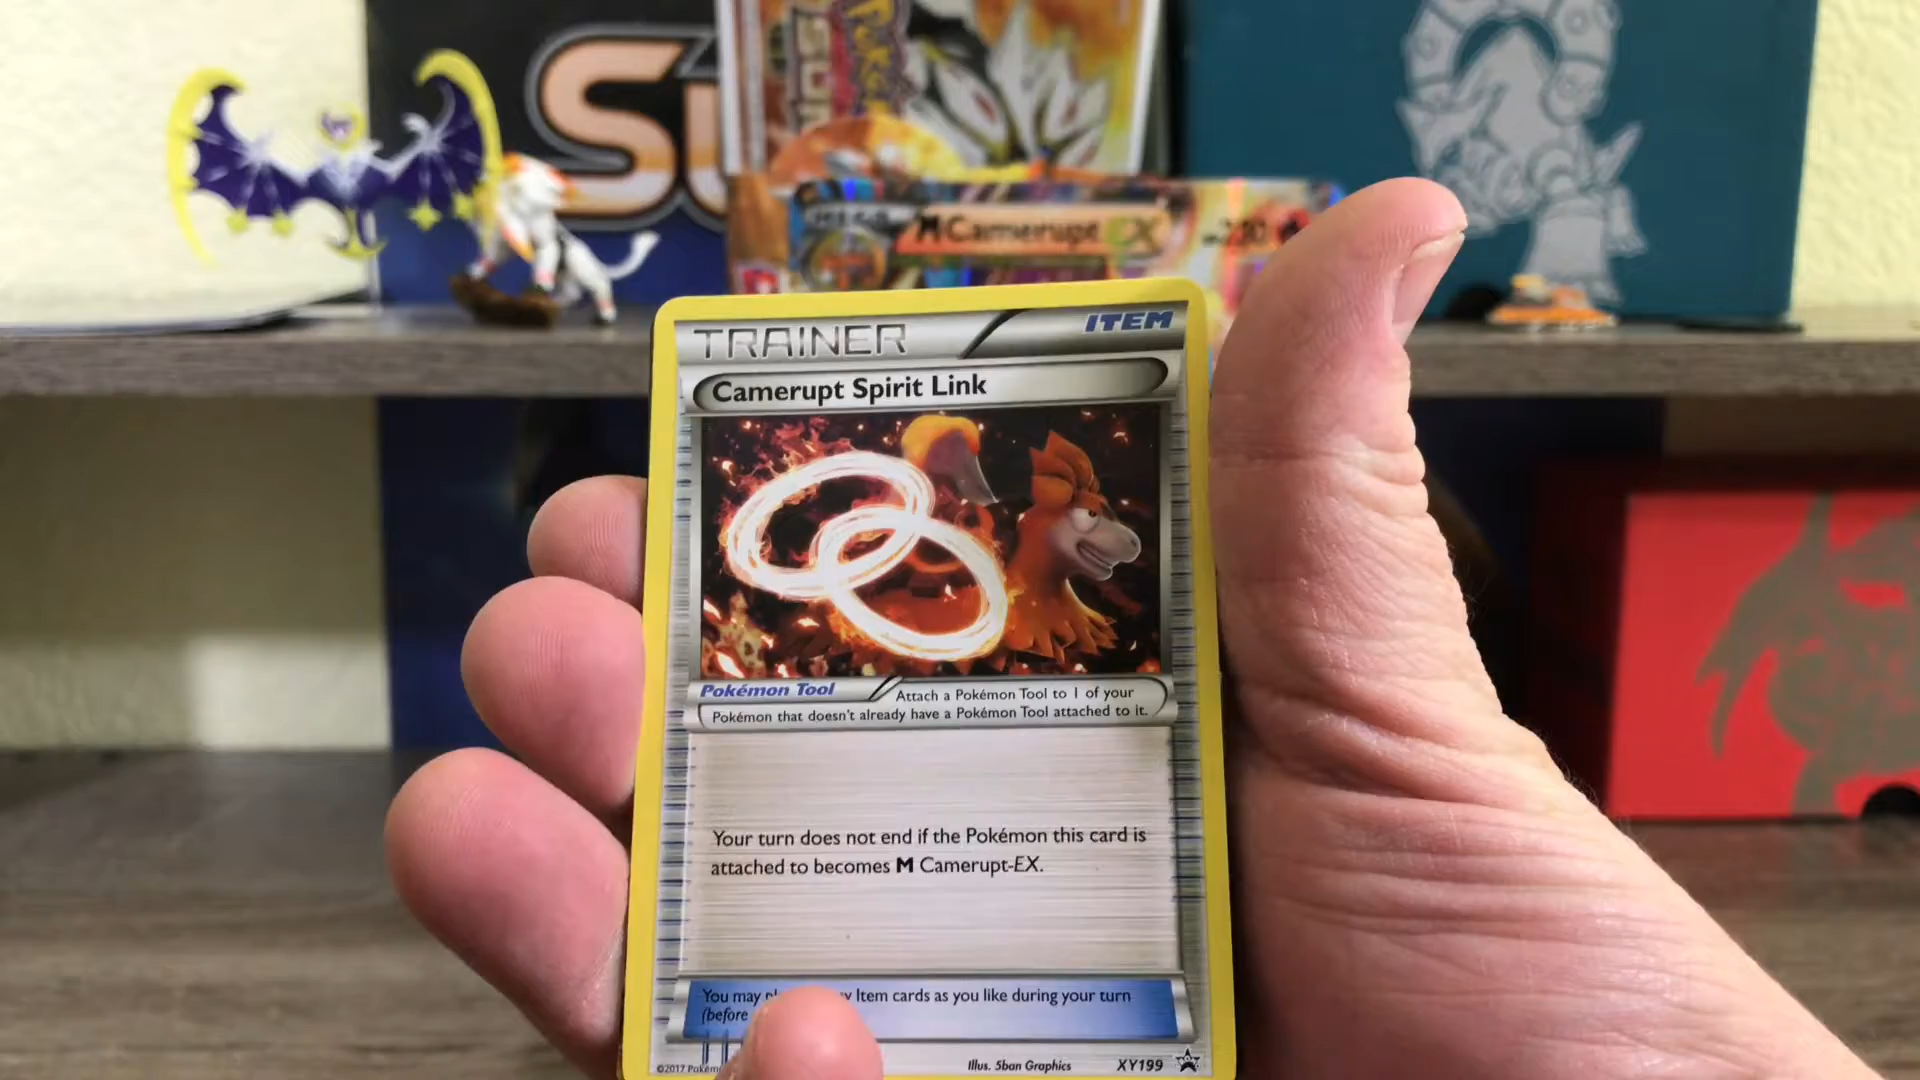 M Camerupt EX
TRAINER
ITEM
Camerupt Spirit Link
Pokémon Tool
Attach a Pokémon Tool to 1 of your
Pokémon that doesn't already have a Pokémon Tool attached to it.
Your turn does not end if the Pokémon this card is
attached to becomes M Camerupt-EX.
You may Item cards as you like during your turn
(before
©2017 Illus. 5ban Graphics XY199